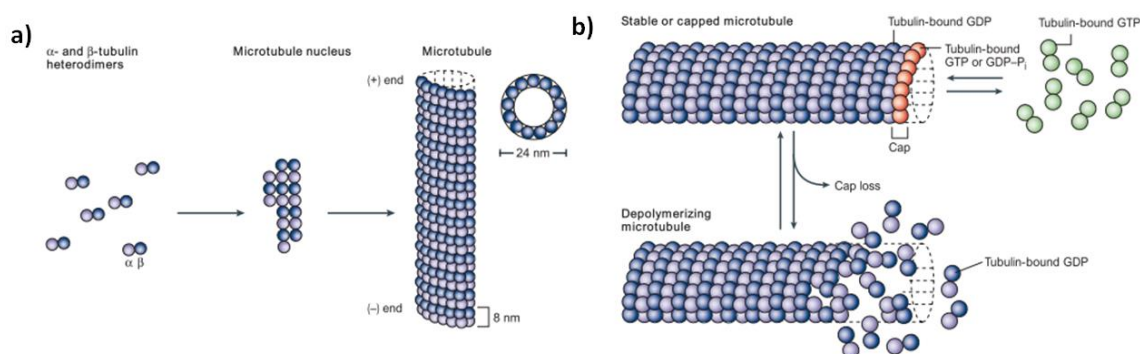 a)
α- and β-tubulin
heterodimers
Microtubule nucleus
Microtubule
(+) end
24 nm
α β
(–) end
8 nm
b)
Stable or capped microtubule
Tubulin-bound GDP
Tubulin-bound GTP
Tubulin-bound
GTP or GDP–Pi
Cap
Cap loss
Depolymerizing
microtubule
Tubulin-bound GDP